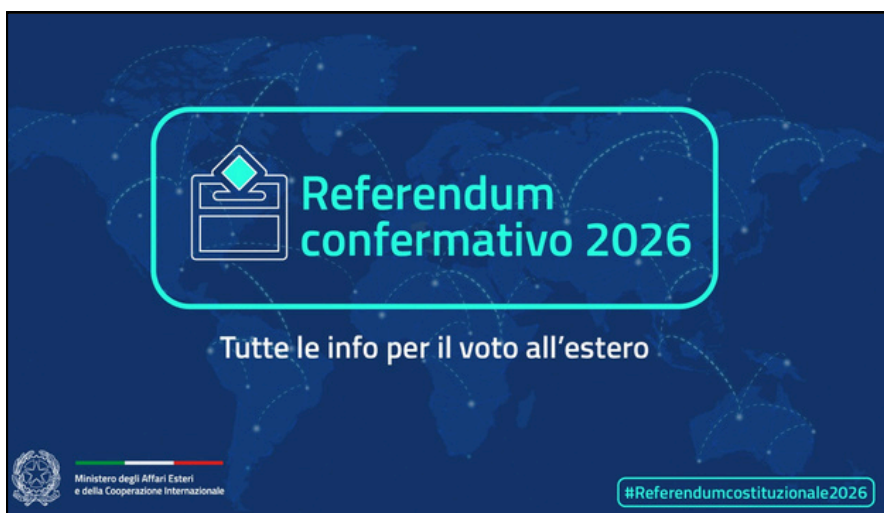 Referendum
confermativo 2026
Tutte le info per il voto all'estero
Ministero degli Affari Esteri
e della Cooperazione Internazionale
#Referendumcostituzionale2026